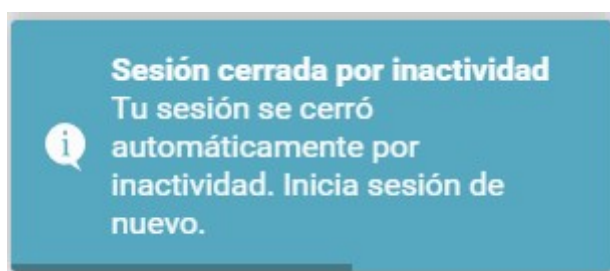 Sesión cerrada por inactividad
Tu sesión se cerró
automáticamente por
inactividad. Inicia sesión de
nuevo.